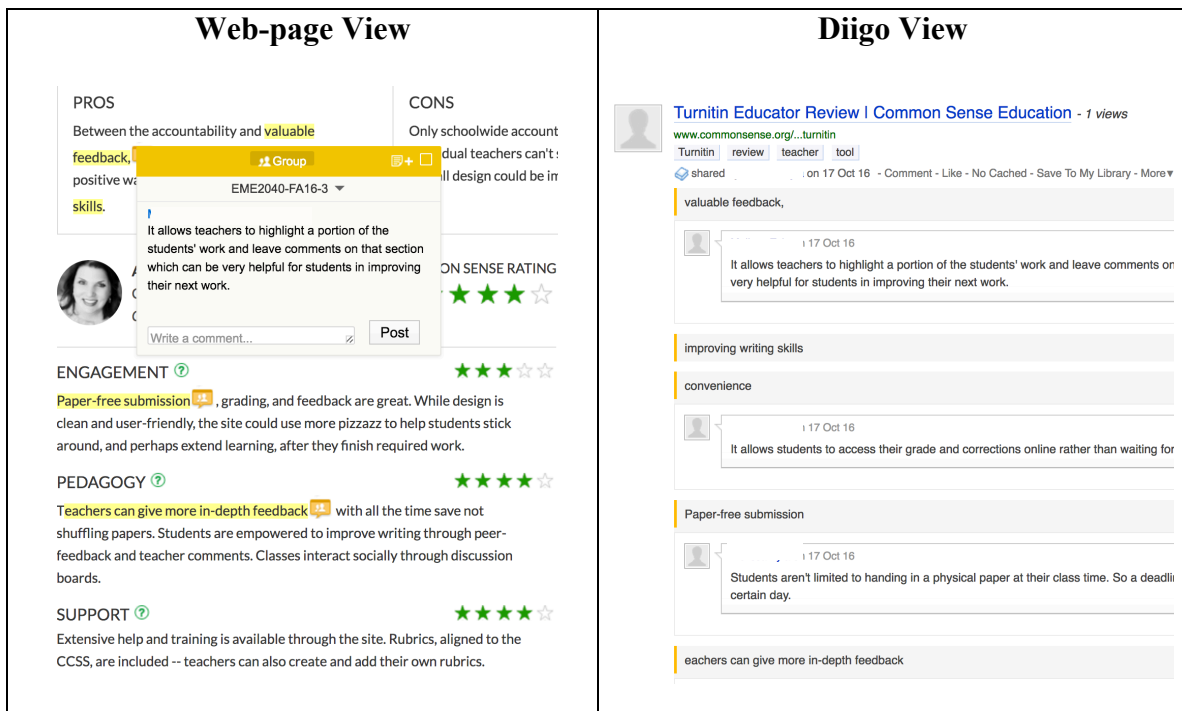 Web-page View
PROS
Between the accountability and valuable
feedback,
positive wa
skills.
CONS
Only schoolwide account
dual teachers can't
ll design could be im
Group
EME2040-FA16-3
It allows teachers to highlight a portion of the
students' work and leave comments on that section
which can be very helpful for students in improving
their next work.
Write a comment...
Post
ON SENSE RATING
ENGAGEMENT ?
Paper-free submission , grading, and feedback are great. While design is
clean and user-friendly, the site could use more pizzazz to help students stick
around, and perhaps extend learning, after they finish required work.
PEDAGOGY ?
Teachers can give more in-depth feedback with all the time save not
shuffling papers. Students are empowered to improve writing through peer-
feedback and teacher comments. Classes interact socially through discussion
boards.
SUPPORT ?
Extensive help and training is available through the site. Rubrics, aligned to the
CCSS, are included -- teachers can also create and add their own rubrics.
Diigo View
Turnitin Educator Review | Common Sense Education - 1 views
www.commonsense.org/...turnitin
Turnitin review teacher tool
shared on 17 Oct 16 - Comment - Like - No Cached - Save To My Library - More▾
valuable feedback,
17 Oct 16
It allows teachers to highlight a portion of the students' work and leave comments on
very helpful for students in improving their next work.
improving writing skills
convenience
17 Oct 16
It allows students to access their grade and corrections online rather than waiting for
Paper-free submission
17 Oct 16
Students aren't limited to handing in a physical paper at their class time. So a deadli
certain day.
eachers can give more in-depth feedback